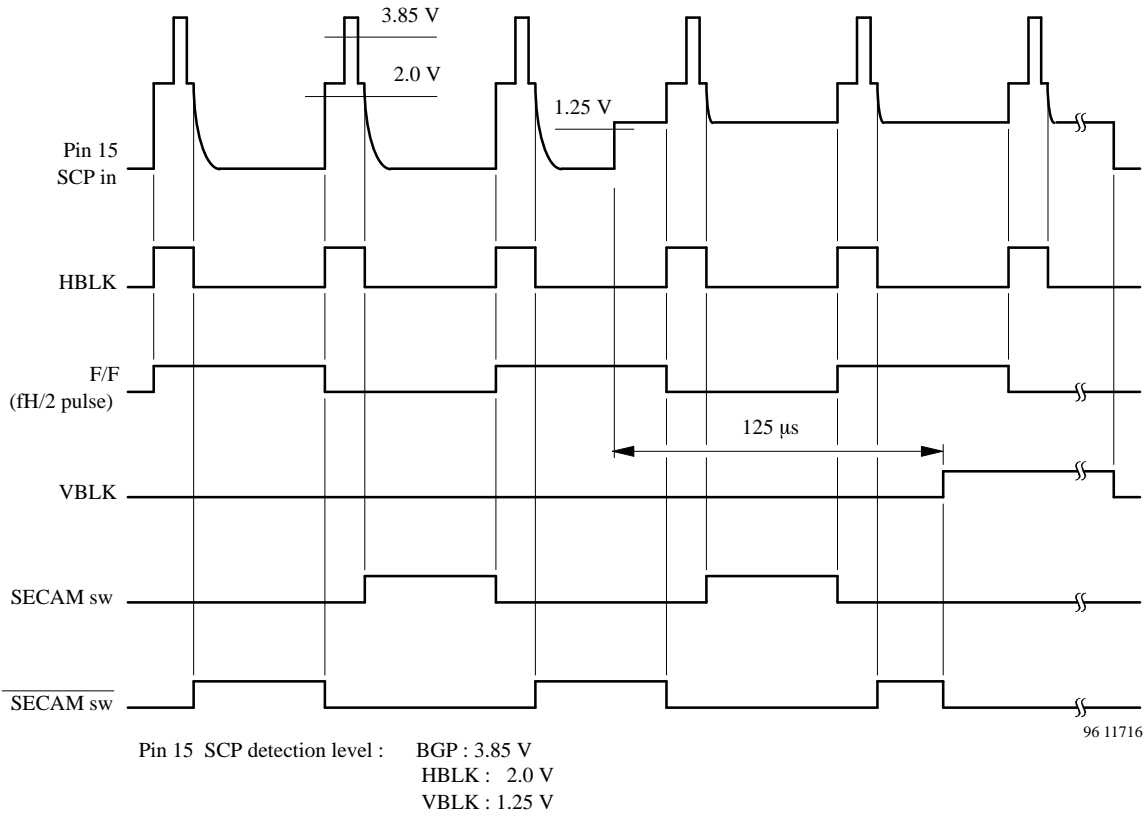 3.85 V
2.0 V
1.25 V
Pin 15
SCP in
HBLK
F/F
(fH/2 pulse)
125 µs
VBLK
SECAM sw
SECAM sw
96 11716
Pin 15 SCP detection level : BGP : 3.85 V
HBLK : 2.0 V
VBLK : 1.25 V